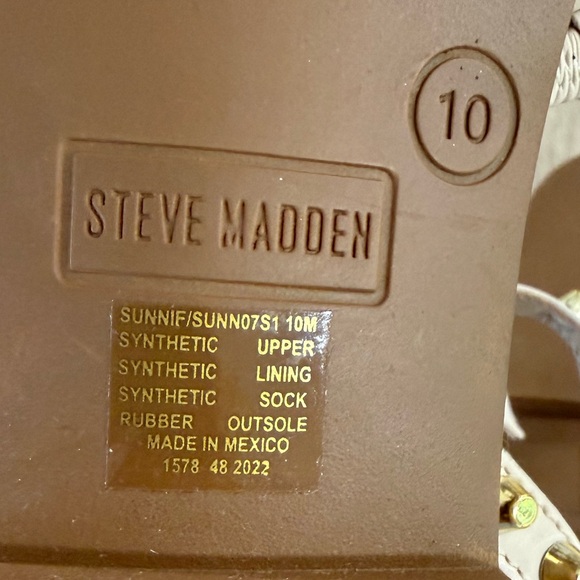 10
STEVE MADDEN
SUNNIF/SUNN07S1 10M
SYNTHETIC UPPER
SYNTHETIC LINING
SYNTHETIC SOCK
RUBBER OUTSOLE
MADE IN MEXICO
1578 48 2022